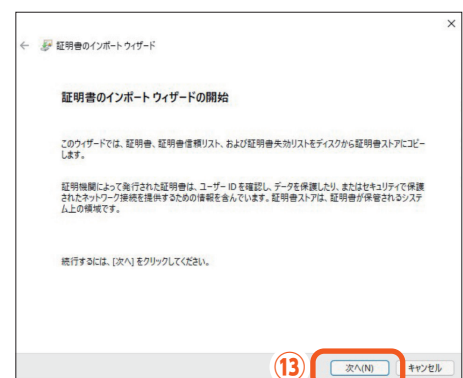 証明書のインポート ウィザード
証明書のインポート ウィザードの開始
このウィザードでは、証明書、証明書信頼リスト、および証明書失効リストをディスクから証明書ストアにコピー
します。
証明機関によって発行された証明書は、ユーザー ID を確認し、データを保護したり、またはセキュリティで保護
されたネットワーク接続を提供するための情報を含んでいます。証明書ストアは、証明書が保管されるシステ
ム上の領域です。
続行するには、[次へ] をクリックしてください。
⑬ 次へ(N) キャンセル